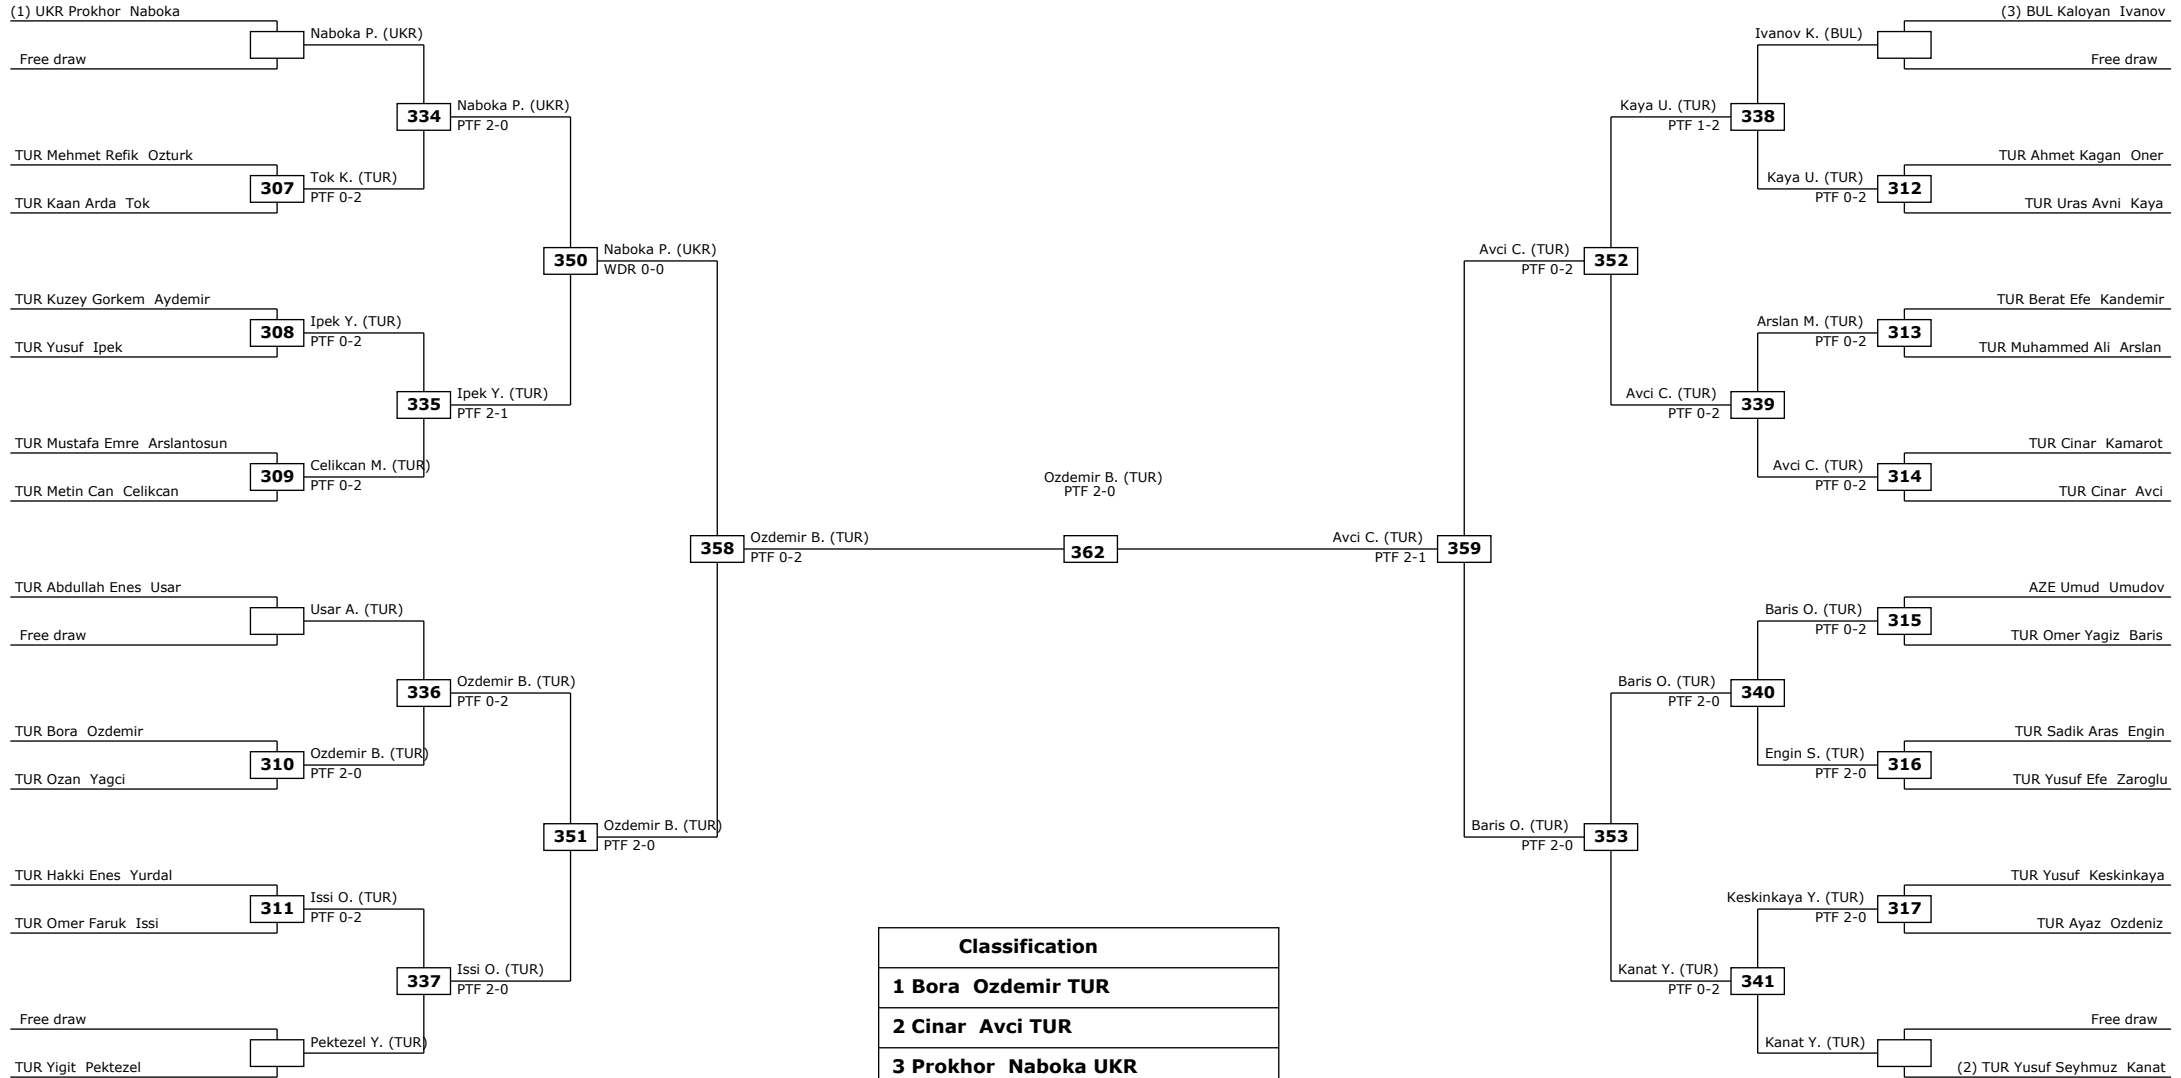 (1) UKR Prokhor  Naboka
Naboka P. (UKR)
Free draw
334
Naboka P. (UKR)
PTF 2-0
TUR Mehmet Refik  Ozturk
307
Tok K. (TUR)
PTF 0-2
TUR Kaan Arda  Tok
350
Naboka P. (UKR)
WDR 0-0
TUR Kuzey Gorkem  Aydemir
308
Ipek Y. (TUR)
PTF 0-2
TUR Yusuf  Ipek
335
Ipek Y. (TUR)
PTF 2-1
TUR Mustafa Emre  Arslantosun
309
Celikcan M. (TUR)
PTF 0-2
TUR Metin Can  Celikcan
358
Ozdemir B. (TUR)
PTF 0-2
TUR Abdullah Enes  Usar
Usar A. (TUR)
Free draw
336
Ozdemir B. (TUR)
PTF 0-2
TUR Bora  Ozdemir
310
Ozdemir B. (TUR)
PTF 2-0
TUR Ozan  Yagci
351
Ozdemir B. (TUR)
PTF 2-0
TUR Hakki Enes  Yurdal
311
Issi O. (TUR)
PTF 0-2
TUR Omer Faruk  Issi
337
Issi O. (TUR)
PTF 2-0
Free draw
Pektezel Y. (TUR)
TUR Yigit  Pektezel
Ozdemir B. (TUR)
PTF 2-0
362
(3) BUL Kaloyan  Ivanov
Ivanov K. (BUL)
Free draw
Kaya U. (TUR)
PTF 1-2
338
TUR Ahmet Kagan  Oner
Kaya U. (TUR)
PTF 0-2
312
TUR Uras Avni  Kaya
Avci C. (TUR)
PTF 0-2
352
TUR Berat Efe  Kandemir
Arslan M. (TUR)
PTF 0-2
313
TUR Muhammed Ali  Arslan
Avci C. (TUR)
PTF 0-2
339
TUR Cinar  Kamarot
Avci C. (TUR)
PTF 0-2
314
TUR Cinar  Avci
Avci C. (TUR)
PTF 2-1
359
AZE Umud  Umudov
Baris O. (TUR)
PTF 0-2
315
TUR Omer Yagiz  Baris
Baris O. (TUR)
PTF 2-0
340
TUR Sadik Aras  Engin
Engin S. (TUR)
PTF 2-0
316
TUR Yusuf Efe  Zaroglu
Baris O. (TUR)
PTF 2-0
353
TUR Yusuf  Keskinkaya
Keskinkaya Y. (TUR)
PTF 2-0
317
TUR Ayaz  Ozdeniz
Kanat Y. (TUR)
PTF 0-2
341
Free draw
Kanat Y. (TUR)
(2) TUR Yusuf Seyhmuz  Kanat
Classification
1 Bora  Ozdemir TUR
2 Cinar  Avci TUR
3 Prokhor  Naboka UKR